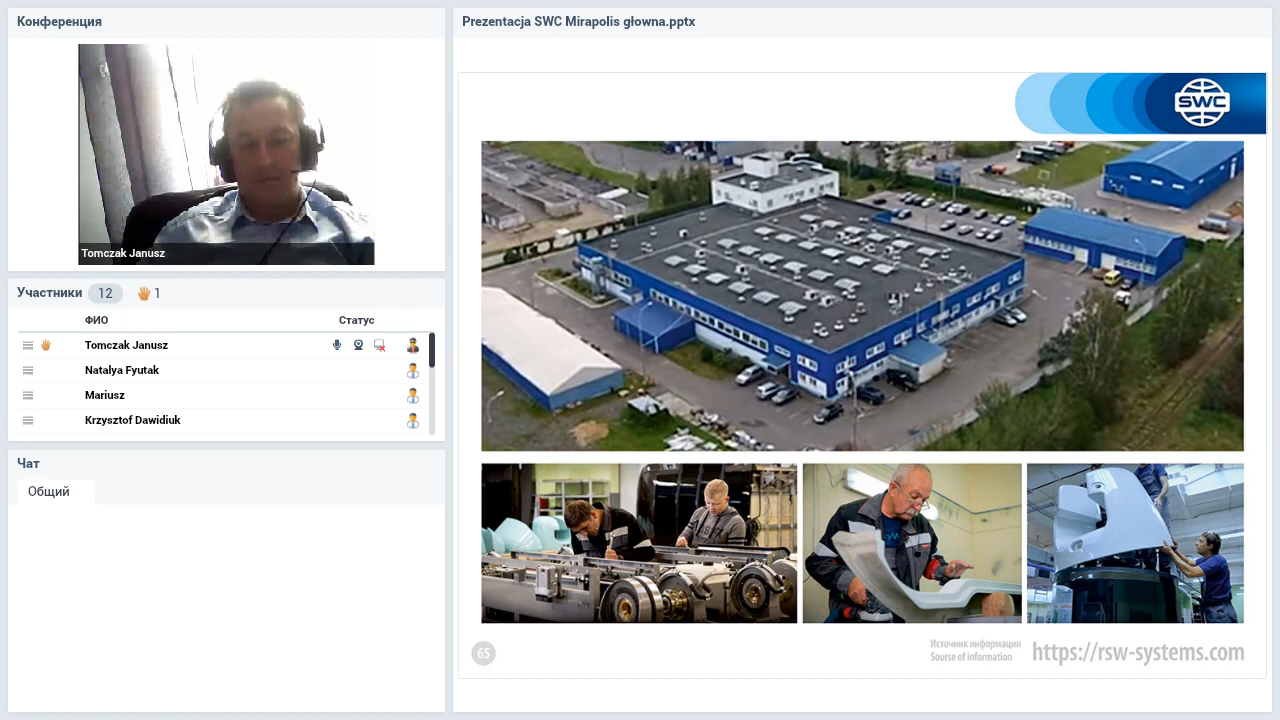 Конференция
Tomczak Janusz
Участники 12 1
ФИО Статус
Tomczak Janusz
Natalya Fyutak
Mariusz
Krzysztof Dawidiuk
Чат
Общий
Prezentacja SWC Mirapolis głowna.pptx
SWC
65
Источник информации
Sourse of information
https://rsw-systems.com